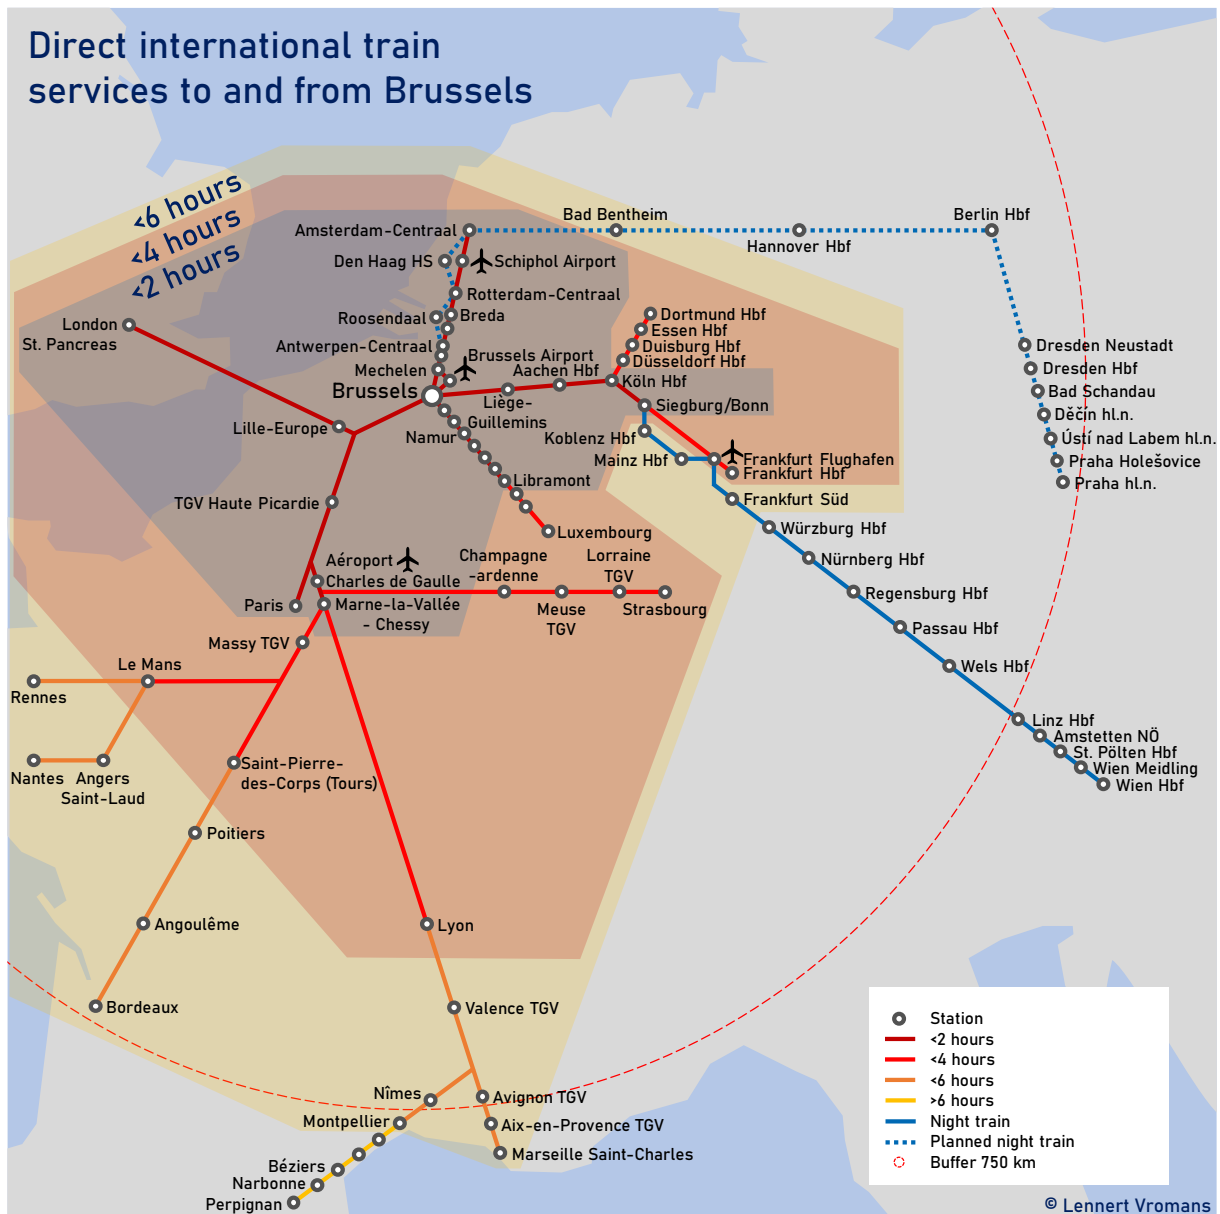 Direct international train
services to and from Brussels
<6 hours
<4 hours
<2 hours
Amsterdam-Centraal
Bad Bentheim
Hannover Hbf
Berlin Hbf
Den Haag HS
Schiphol Airport
Rotterdam-Centraal
Roosendaal
Breda
Antwerpen-Centraal
Mechelen
Brussels Airport
Brussels
London
St. Pancreas
Lille-Europe
Liège-
Guillemins
Aachen Hbf
Köln Hbf
Dortmund Hbf
Essen Hbf
Duisburg Hbf
Düsseldorf Hbf
Siegburg/Bonn
Koblenz Hbf
Mainz Hbf
Frankfurt Flughafen
Frankfurt Hbf
Frankfurt Süd
Würzburg Hbf
Nürnberg Hbf
Regensburg Hbf
Passau Hbf
Wels Hbf
Linz Hbf
Amstetten NÖ
St. Pölten Hbf
Wien Meidling
Wien Hbf
Dresden Neustadt
Dresden Hbf
Bad Schandau
Děčín hl.n.
Ústí nad Labem hl.n.
Praha Holešovice
Praha hl.n.
Namur
Libramont
Luxembourg
TGV Haute Picardie
Aéroport
Charles de Gaulle
Paris
Marne-la-Vallée
- Chessy
Champagne
-ardenne
Meuse
TGV
Lorraine
TGV
Strasbourg
Massy TGV
Le Mans
Rennes
Nantes
Angers
Saint-Laud
Saint-Pierre-
des-Corps (Tours)
Poitiers
Angoulême
Bordeaux
Lyon
Valence TGV
Nîmes
Avignon TGV
Montpellier
Aix-en-Provence TGV
Marseille Saint-Charles
Béziers
Narbonne
Perpignan
Station
<2 hours
<4 hours
<6 hours
>6 hours
Night train
Planned night train
Buffer 750 km
© Lennert Vromans